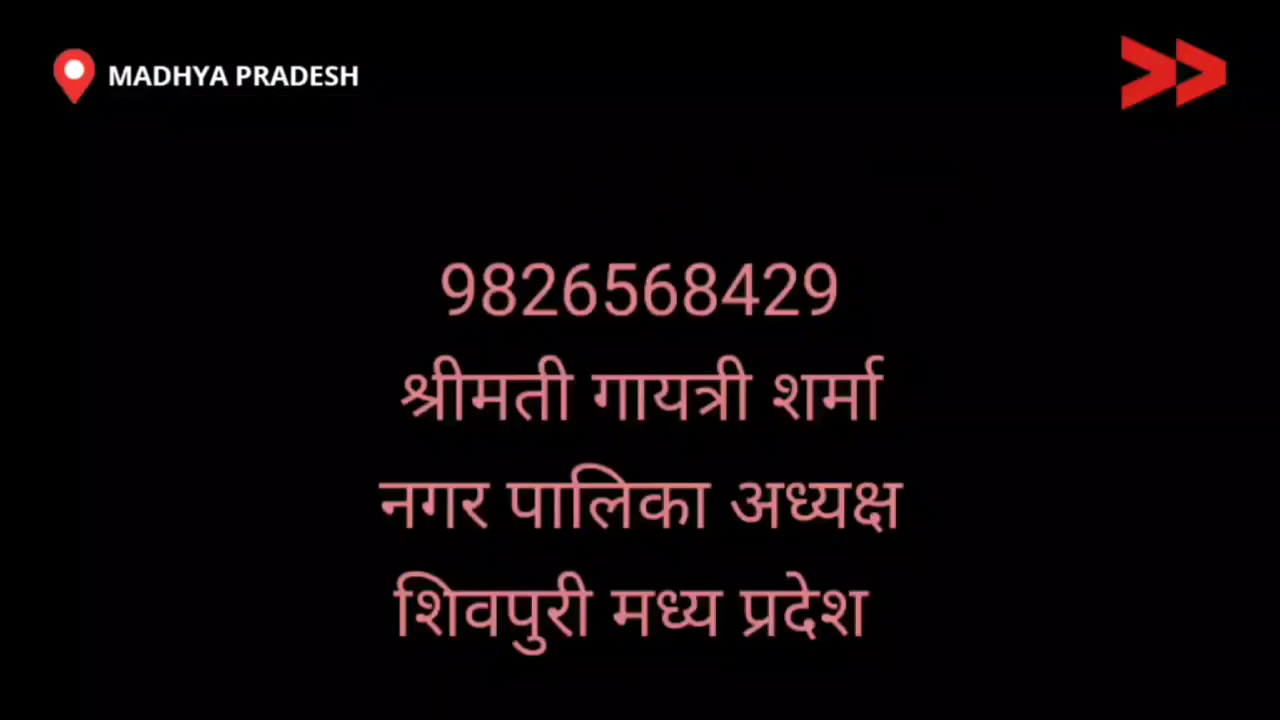 MADHYA PRADESH
9826568429
श्रीमती गायत्री शर्मा
नगर पालिका अध्यक्ष
शिवपुरी मध्य प्रदेश